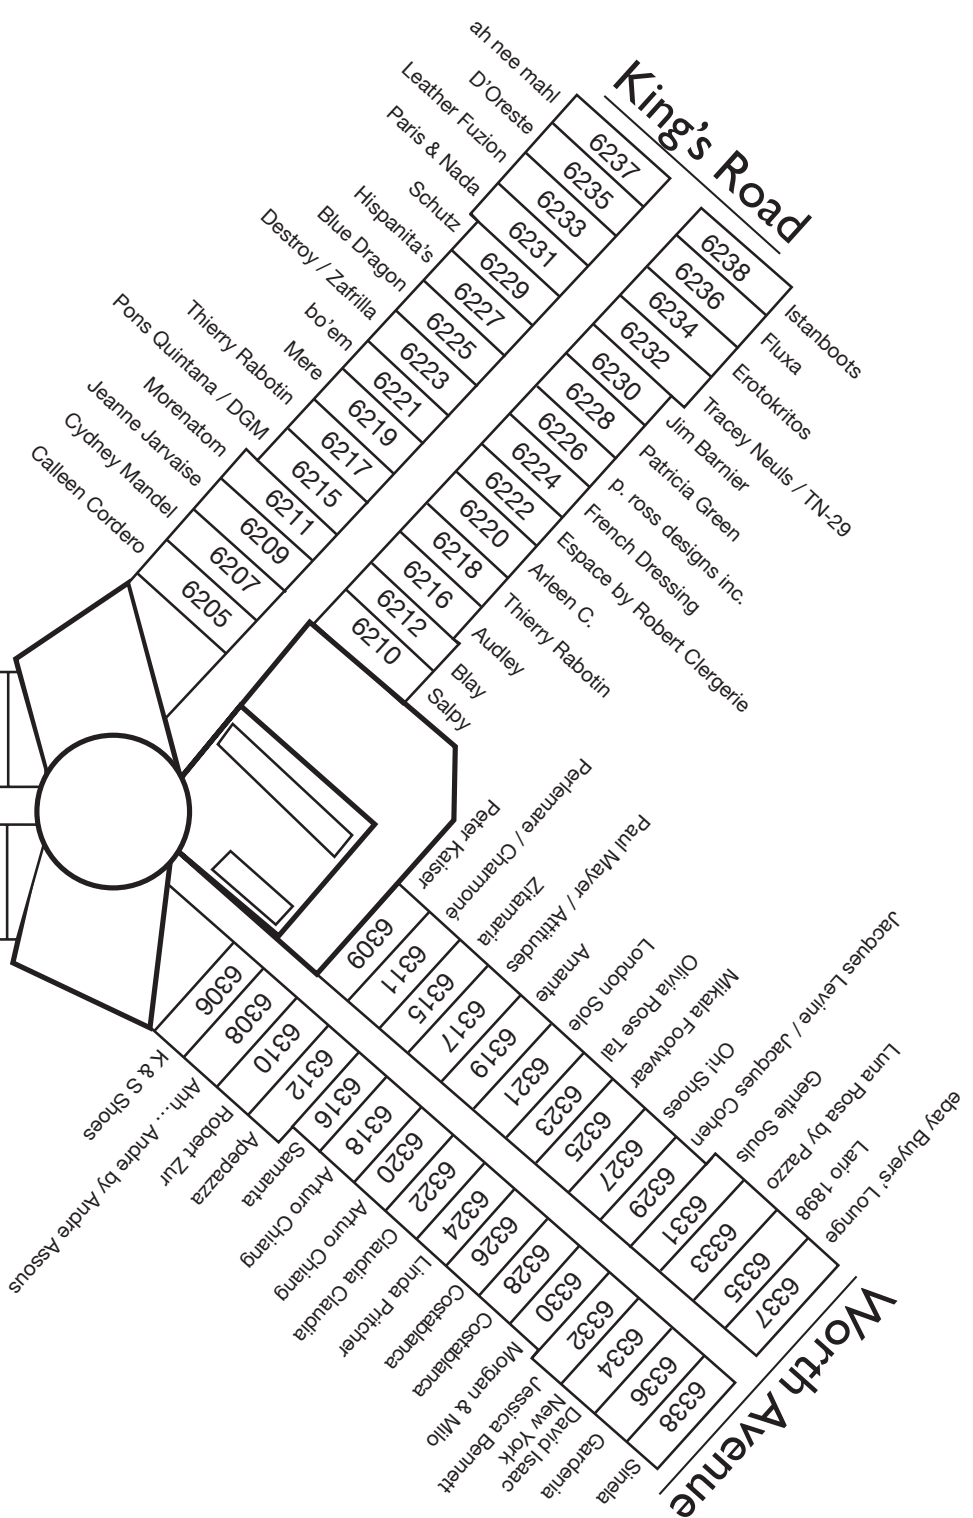 King's Road
ah nee mahl
D'Oreste
Leather Fuzion
Paris & Nada
Schutz
Hispanita's
Blue Dragon
Destroy / Zafrilla
bo'em
Mere
Thierry Rabotin
Pons Quintana / DGM
Morenatom
Jeanne Jarvaise
Cydney Mandel
Calleen Cordero
6237
6235
6233
6231
6229
6227
6225
6223
6221
6219
6217
6215
6211
6209
6207
6205
6238
6236
6234
6232
6230
6228
6226
6224
6222
6220
6218
6216
6212
6210
Istanboots
Fluxa
Erotokritos
Tracey Neuls / TN-29
Jim Barnier
Patricia Green
p. ross designs inc.
French Dressing
Espace by Robert Clergerie
Arleen C.
Thierry Rabotin
Audley
Blay
Salpy
Peter Kaiser
Perlemare / Charmoné
Zitamaria
Paul Mayer / Attitudes
Amante
London Sole
Olivia Rose Tal
Mikala Footwear
Oh! Shoes
Jacques Levine / Jacques Cohen
Gentle Souls
Luna Rosa by Pazzo
Lario 1898
ebay Buyers' Lounge
6309
6311
6315
6317
6319
6321
6323
6325
6327
6329
6331
6333
6335
6337
6306
6308
6310
6312
6316
6318
6320
6322
6324
6326
6328
6330
6332
6334
6336
6338
K & S Shoes
Ahh… Andre by Andre Assous
Robert Zur
Apepazza
Samanta
Arturo Chiang
Arturo Chiang
Claudia Claudia
Linda Pritcher
Costablanca
Costablanca
Morgan & Milo
Jessica Bennett
New York
David Isaac
Gardenia
Sinela
Worth Avenue